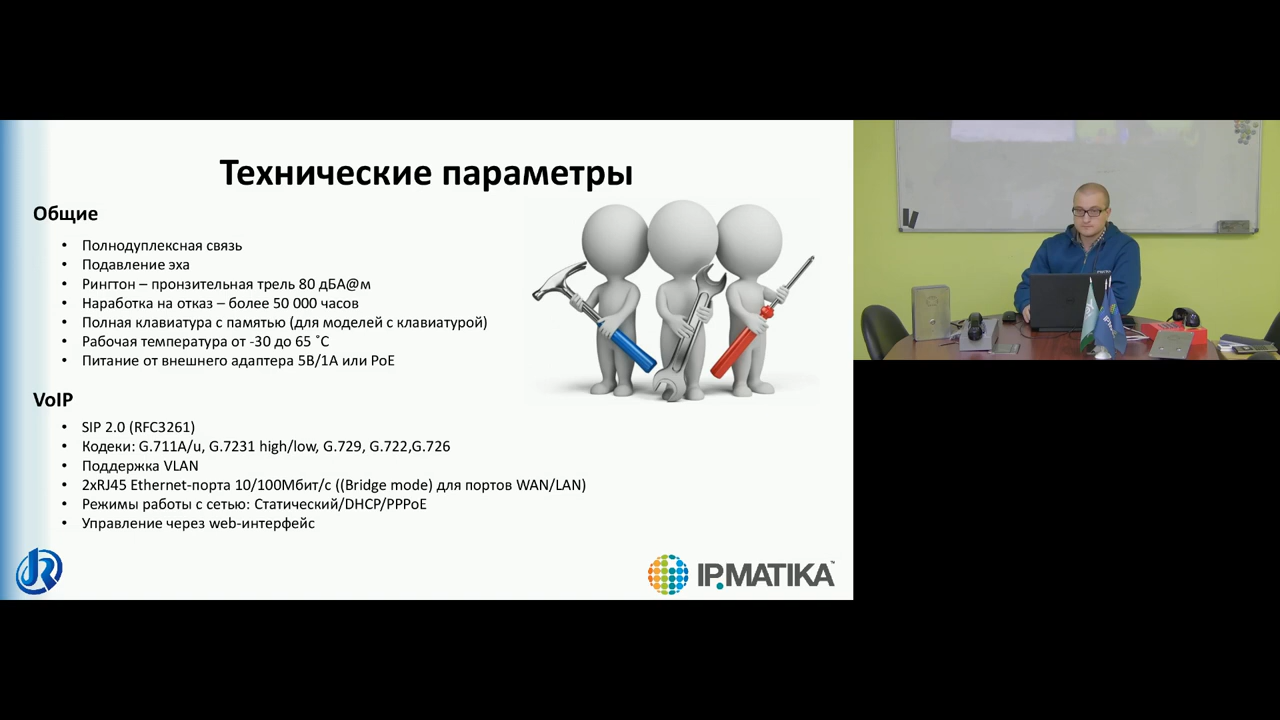 Технические параметры
Общие
• Полнодуплексная связь
• Подавление эха
• Рингтон – пронзительная трель 80 дБА@м
• Наработка на отказ – более 50 000 часов
• Полная клавиатура с памятью (для моделей с клавиатурой)
• Рабочая температура от -30 до 65 ˚С
• Питание от внешнего адаптера 5В/1А или PoE
VoIP
• SIP 2.0 (RFC3261)
• Кодеки: G.711A/u, G.7231 high/low, G.729, G.722,G.726
• Поддержка VLAN
• 2xRJ45 Ethernet-порта 10/100Мбит/с ((Bridge mode) для портов WAN/LAN)
• Режимы работы с сетью: Статический/DHCP/PPPoE
• Управление через web-интерфейс
JR
IPMATIKA™